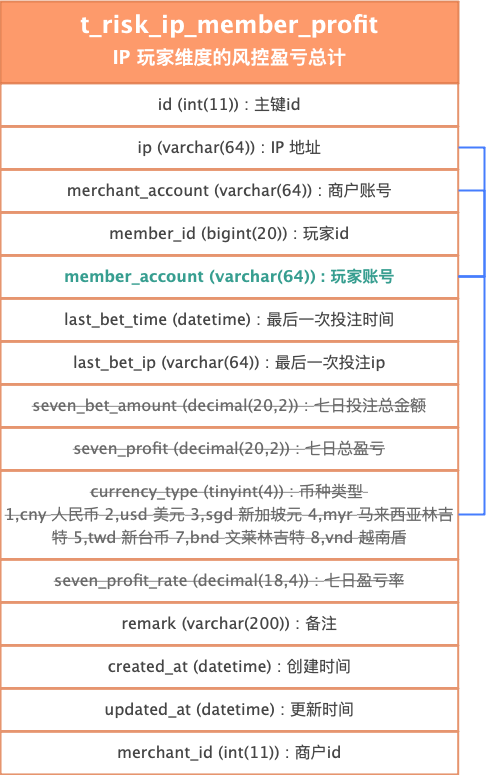 t_risk_ip_member_profit
IP 玩家维度的风控盈亏总计
id (int(11)) : 主键id
ip (varchar(64)) : IP 地址
merchant_account (varchar(64)) : 商户账号
member_id (bigint(20)) : 玩家id
member_account (varchar(64)) : 玩家账号
last_bet_time (datetime) : 最后一次投注时间
last_bet_ip (varchar(64)) : 最后一次投注ip
seven_bet_amount (decimal(20,2)) : 七日投注总金额
seven_profit (decimal(20,2)) : 七日总盈亏
currency_type (tinyint(4)) : 币种类型
1,cny 人民币 2,usd 美元 3,sgd 新加坡元 4,myr 马来西亚林吉
特 5,twd 新台币 7,bnd 文莱林吉特 8,vnd 越南盾
seven_profit_rate (decimal(18,4)) : 七日盈亏率
remark (varchar(200)) : 备注
created_at (datetime) : 创建时间
updated_at (datetime) : 更新时间
merchant_id (int(11)) : 商户id